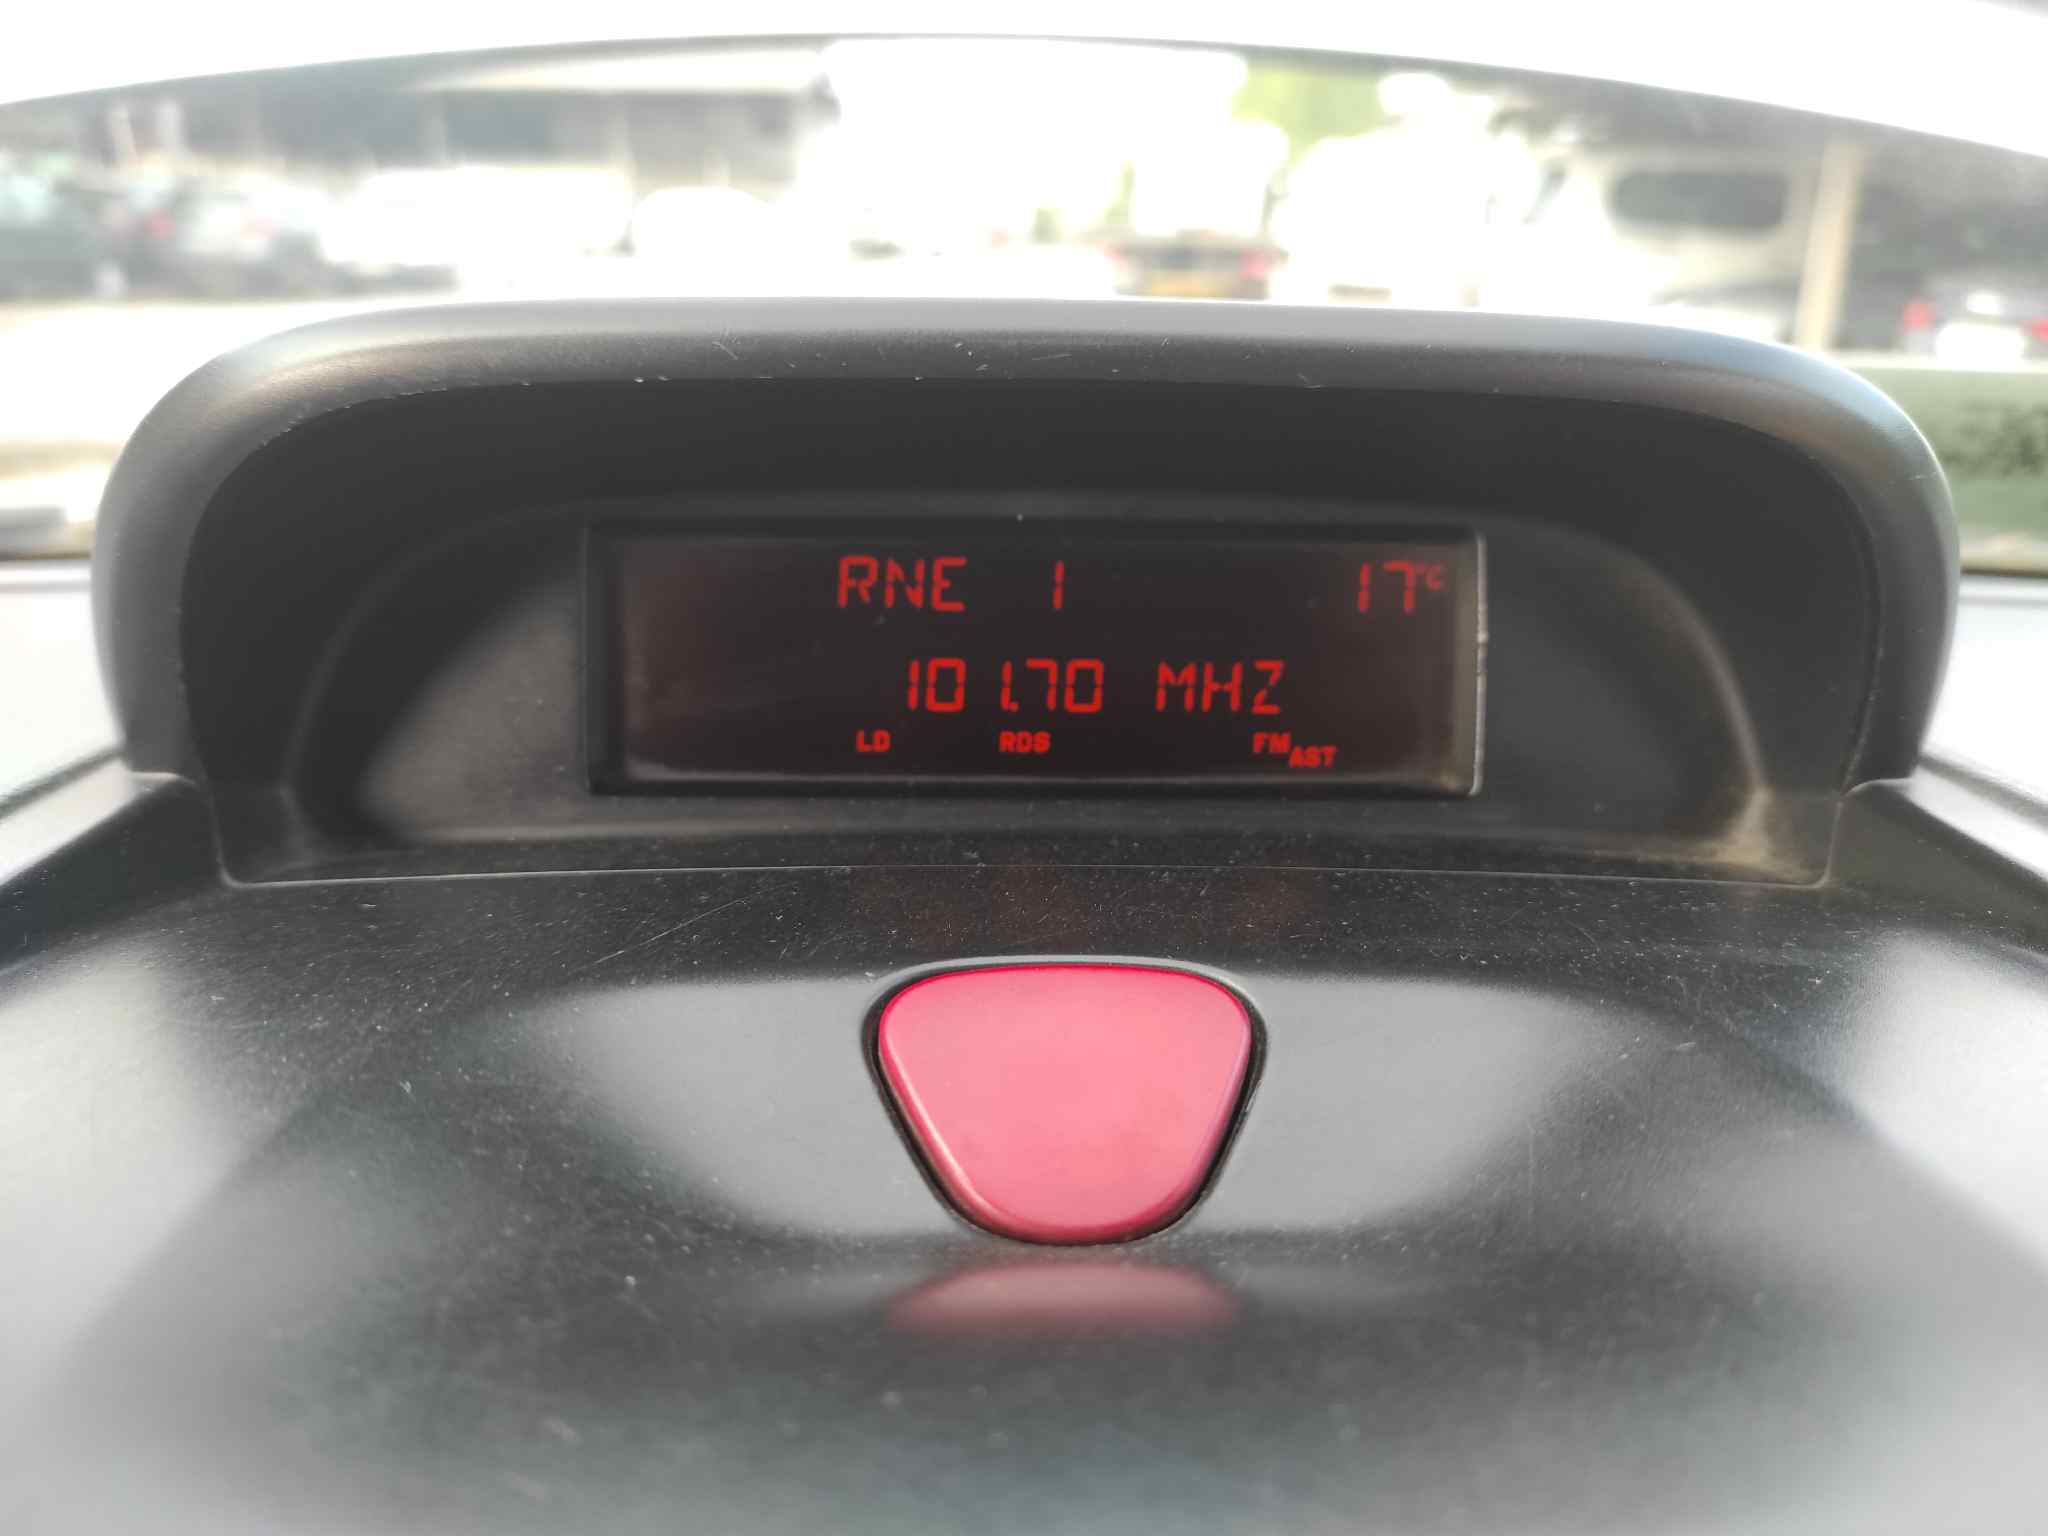 RNE 1 17°C
101.70 MHZ
LD RDS FM AST